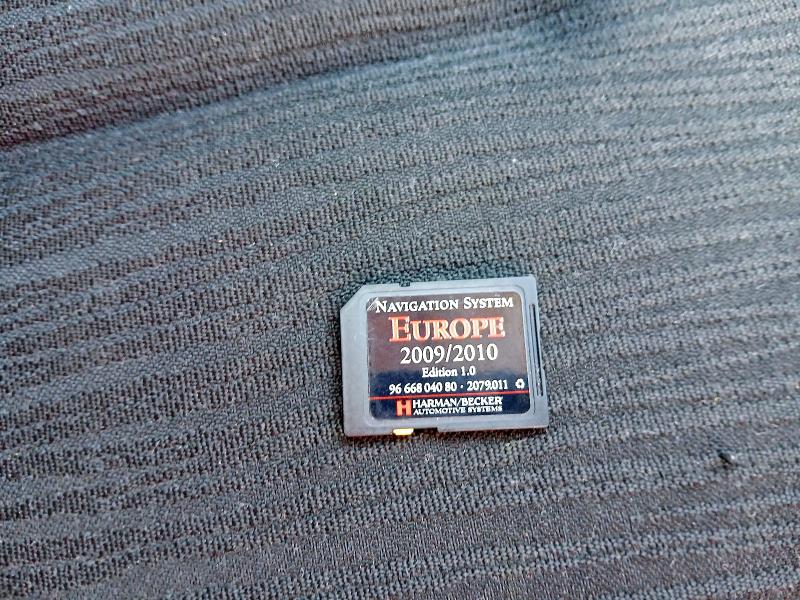 NAVIGATION SYSTEM
EUROPE
2009/2010
Edition 1.0
96 668 040 80 · 2079.011
HARMAN/BECKER
AUTOMOTIVE SYSTEMS